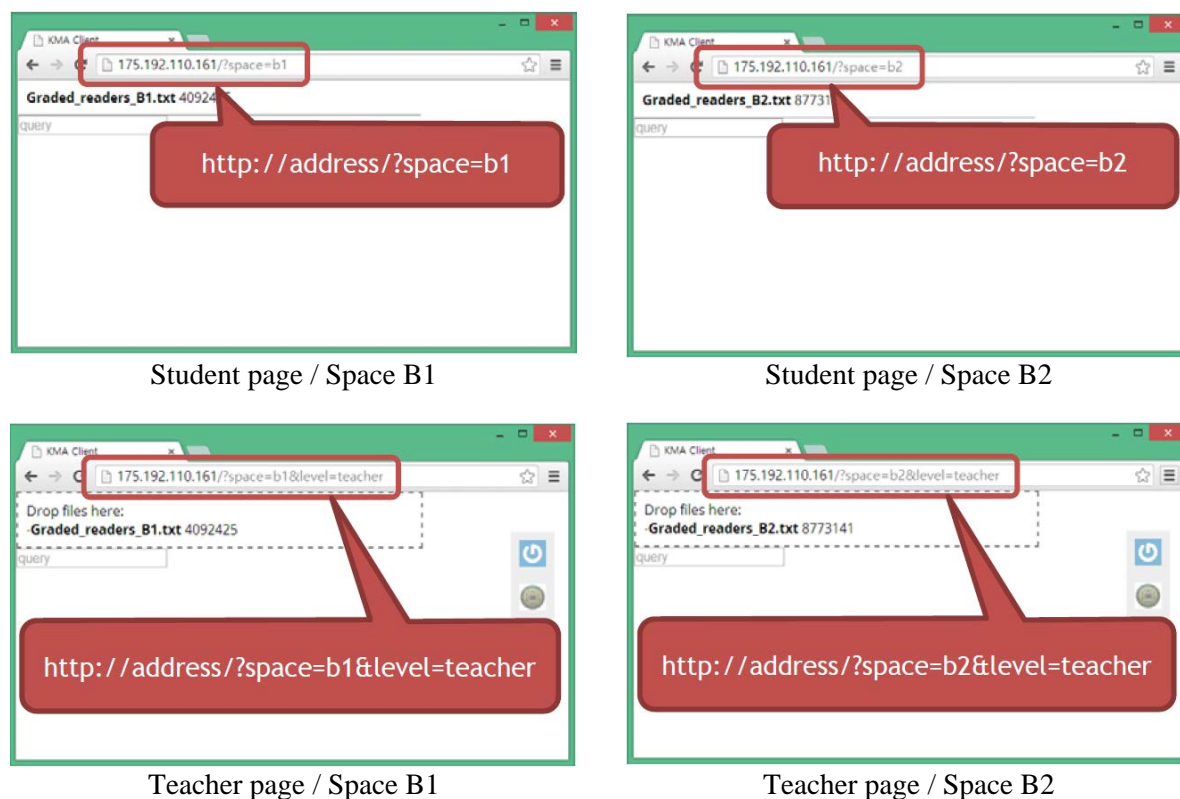 KMA Client
175.192.110.161/?space=b1
Graded_readers_B1.txt 4092425
query
http://address/?space=b1
Student page / Space B1
KMA Client
175.192.110.161/?space=b2
Graded_readers_B2.txt 87731
query
http://address/?space=b2
Student page / Space B2
KMA Client
175.192.110.161/?space=b1&level=teacher
Drop files here:
-Graded_readers_B1.txt 4092425
query
http://address/?space=b1&level=teacher
Teacher page / Space B1
KMA Client
175.192.110.161/?space=b2&level=teacher
Drop files here:
-Graded_readers_B2.txt 8773141
query
http://address/?space=b2&level=teacher
Teacher page / Space B2